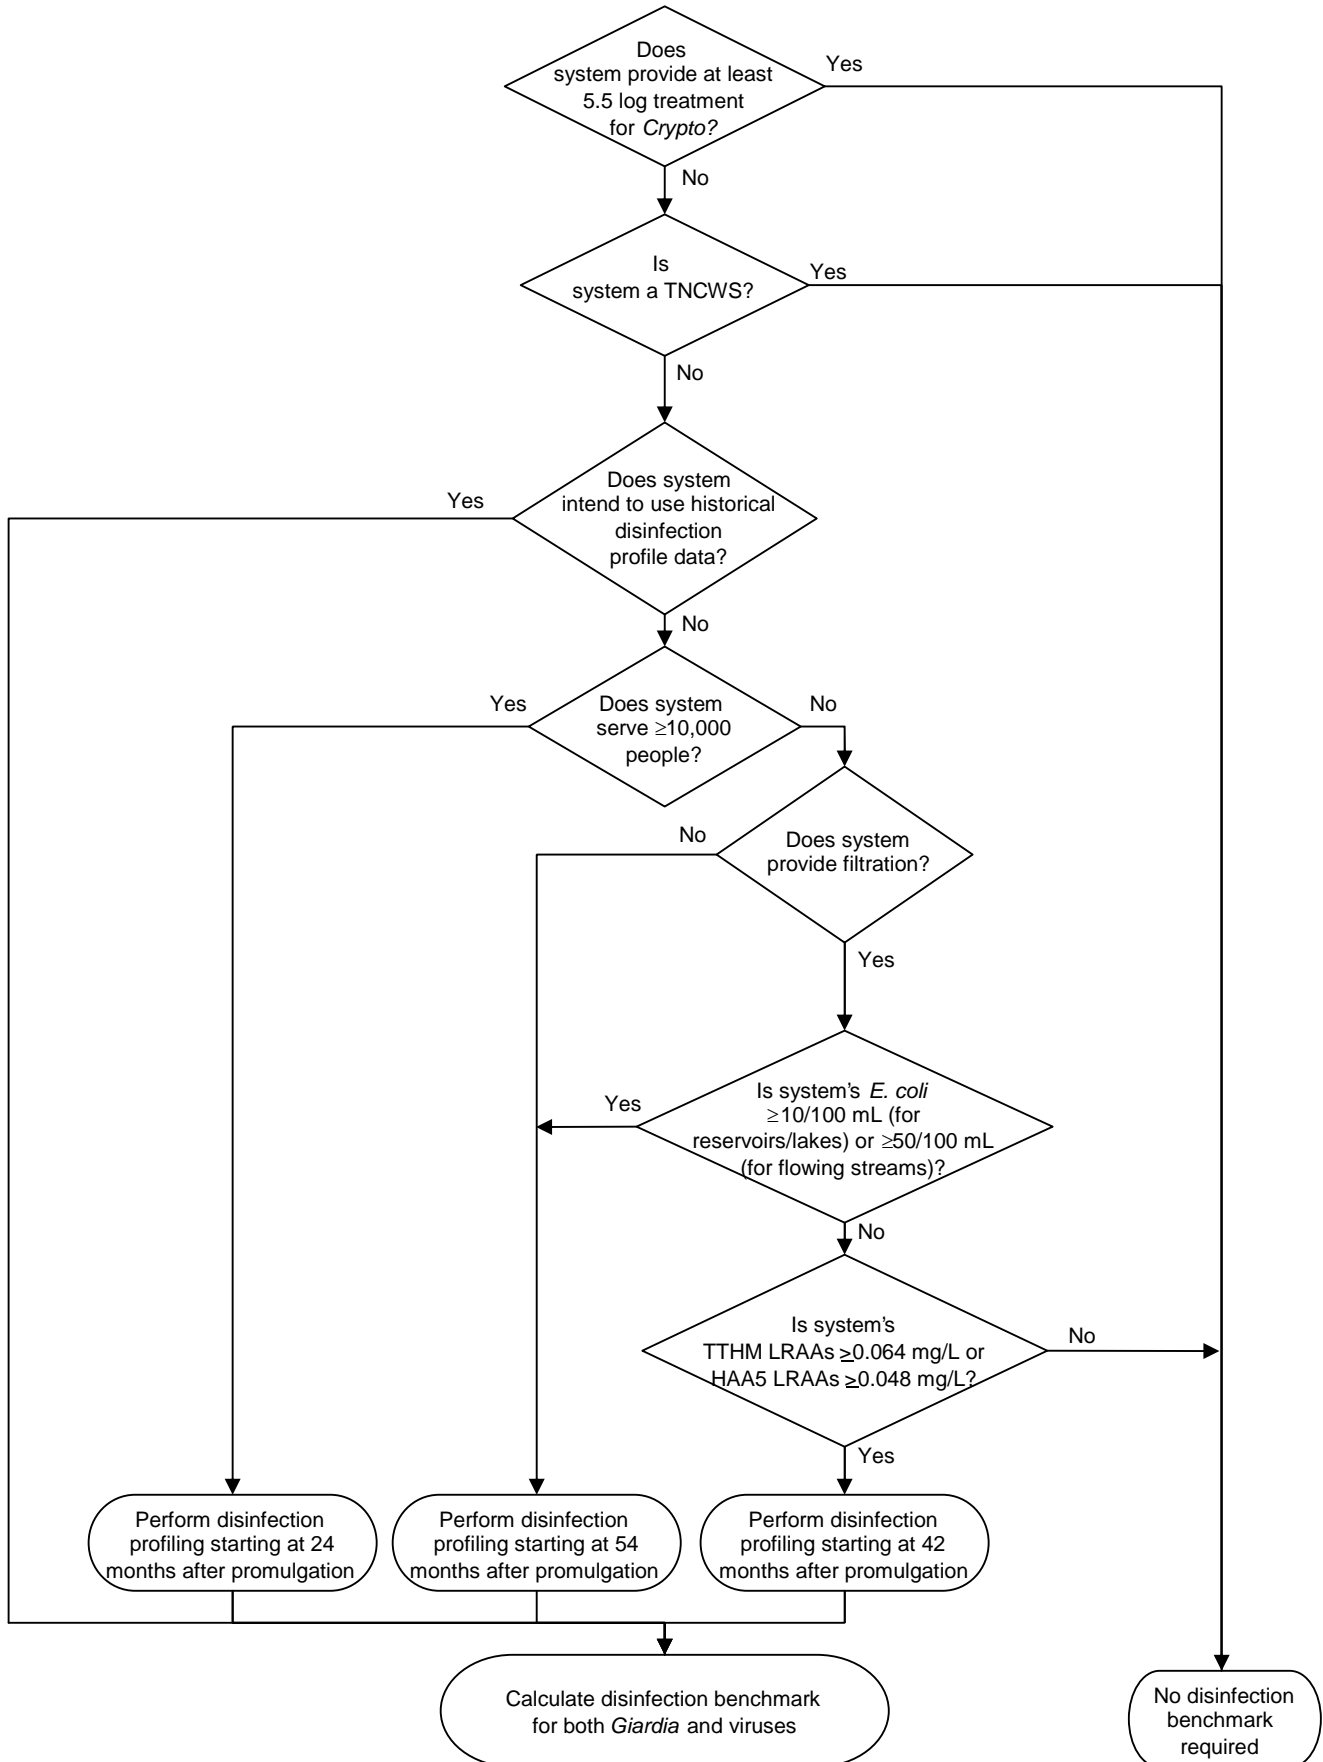 Does
system provide at least
5.5 log treatment
for Crypto?
Yes
No
Is
system a TNCWS?
Yes
No
Does system
intend to use historical
disinfection
profile data?
Yes
No
Does system
serve ≥10,000
people?
Yes
No
Does system
provide filtration?
No
Yes
Is system's E. coli
≥10/100 mL (for
reservoirs/lakes) or ≥50/100 mL
(for flowing streams)?
Yes
No
Is system's
TTHM LRAAs ≥0.064 mg/L or
HAA5 LRAAs ≥0.048 mg/L?
No
Yes
Perform disinfection
profiling starting at 24
months after promulgation
Perform disinfection
profiling starting at 54
months after promulgation
Perform disinfection
profiling starting at 42
months after promulgation
Calculate disinfection benchmark
for both Giardia and viruses
No disinfection
benchmark
required